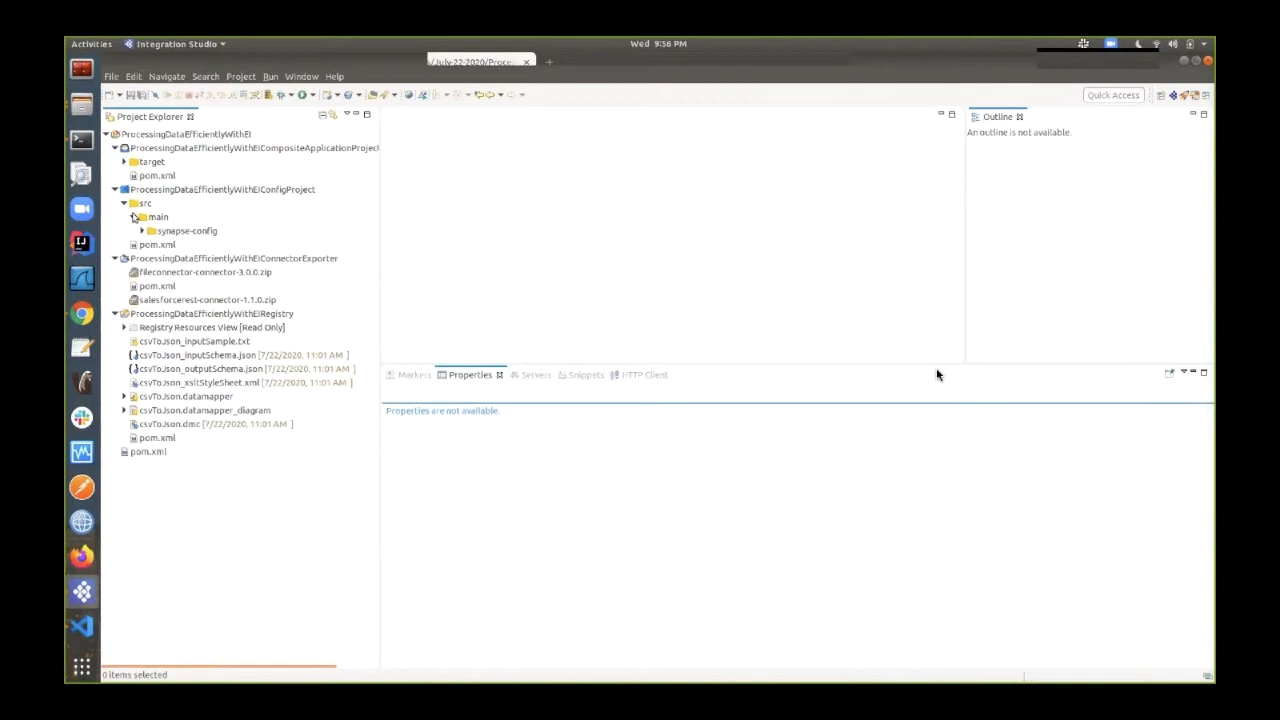 Activities
Integration Studio
Wed 9:56 PM
/July-22-2020/Proce
File Edit Navigate Search Project Run Window Help
Quick Access
Project Explorer
ProcessingDataEfficientlyWithEI
ProcessingDataEfficientlyWithEICompositeApplicationProject
target
pom.xml
ProcessingDataEfficientlyWithEIConfigProject
src
main
synapse-config
pom.xml
ProcessingDataEfficientlyWithEIConnectorExporter
fileconnector-connector-3.0.0.zip
pom.xml
salesforcerest-connector-1.1.0.zip
ProcessingDataEfficientlyWithEIRegistry
Registry Resources View [Read Only]
csvToJson_inputSample.txt
csvToJson_inputSchema.json [7/22/2020, 11:01 AM ]
csvToJson_outputSchema.json [7/22/2020, 11:01 AM ]
csvToJson_xsltStyleSheet.xml [7/22/2020, 11:01 AM ]
csvToJson.datamapper
csvToJson.datamapper_diagram
csvToJson.dmc [7/22/2020, 11:01 AM ]
pom.xml
pom.xml
Outline
An outline is not available.
Markers Properties Servers Snippets HTTP Client
Properties are not available.
0 items selected